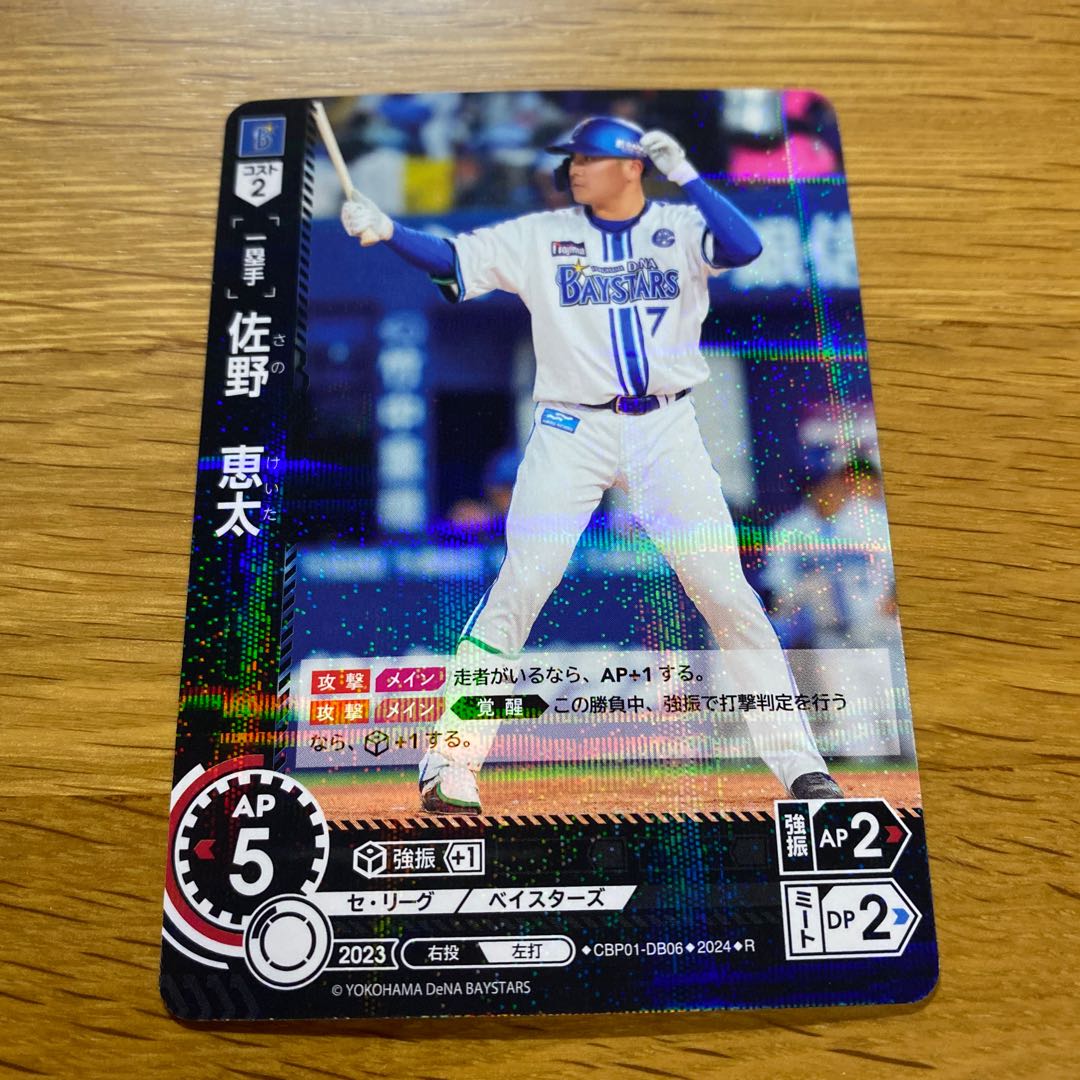 B
コスト
2
一塁手
佐野 恵太
さの けいた
DeNA
BAYSTARS
7
攻撃 メイン 走者がいるなら、AP+1する。
攻撃 メイン 覚醒 この勝負中、強振で打撃判定を行う
なら、+1する。
AP
5
強振 +1
強振 AP 2
ミート DP 2
セ・リーグ / ベイスターズ
2023 右投 左打 ◆CBP01-DB06◆2024◆R
© YOKOHAMA DeNA BAYSTARS